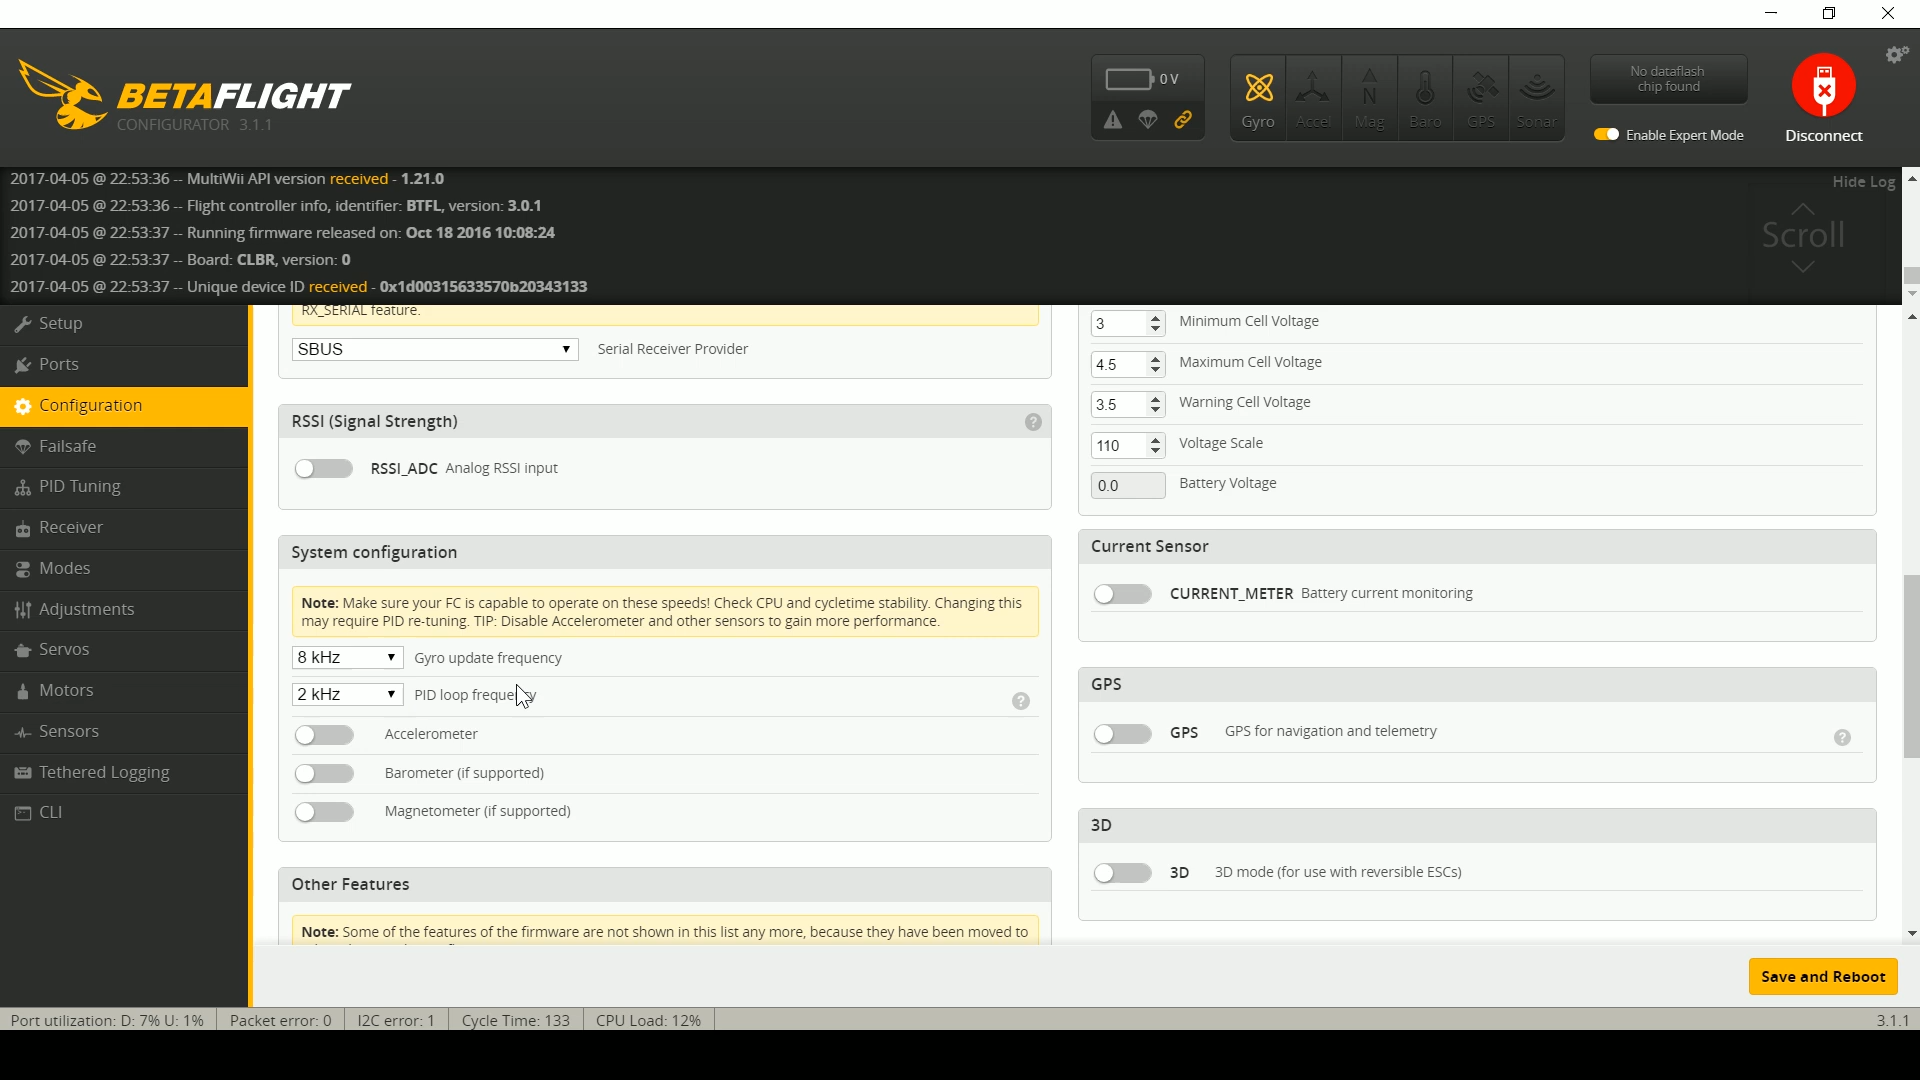 BETAFLIGHT
CONFIGURATOR 3.1.1
0 V
Gyro
Accel
Mag
Baro
GPS
Sonar
No dataflash
chip found
Enable Expert Mode
Disconnect
2017-04-05 @ 22:53:36 -- MultiWii API version received - 1.21.0
2017-04-05 @ 22:53:36 -- Flight controller info, identifier: BTFL, version: 3.0.1
2017-04-05 @ 22:53:37 -- Running firmware released on: Oct 18 2016 10:08:24
2017-04-05 @ 22:53:37 -- Board: CLBR, version: 0
2017-04-05 @ 22:53:37 -- Unique device ID received - 0x1d00315633570b20343133
Hide Log
Scroll
Setup
Ports
Configuration
Failsafe
PID Tuning
Receiver
Modes
Adjustments
Servos
Motors
Sensors
Tethered Logging
CLI
RX_SERIAL feature.
SBUS Serial Receiver Provider
RSSI (Signal Strength)
RSSI_ADC Analog RSSI input
System configuration
Note: Make sure your FC is capable to operate on these speeds! Check CPU and cycletime stability. Changing this
may require PID re-tuning. TIP: Disable Accelerometer and other sensors to gain more performance.
8 kHz Gyro update frequency
2 kHz PID loop frequency
Accelerometer
Barometer (if supported)
Magnetometer (if supported)
Other Features
Note: Some of the features of the firmware are not shown in this list any more, because they have been moved to
3 Minimum Cell Voltage
4.5 Maximum Cell Voltage
3.5 Warning Cell Voltage
110 Voltage Scale
0.0 Battery Voltage
Current Sensor
CURRENT_METER Battery current monitoring
GPS
GPS GPS for navigation and telemetry
3D
3D 3D mode (for use with reversible ESCs)
Save and Reboot
Port utilization: D: 7% U: 1% Packet error: 0 I2C error: 1 Cycle Time: 133 CPU Load: 12% 3.1.1